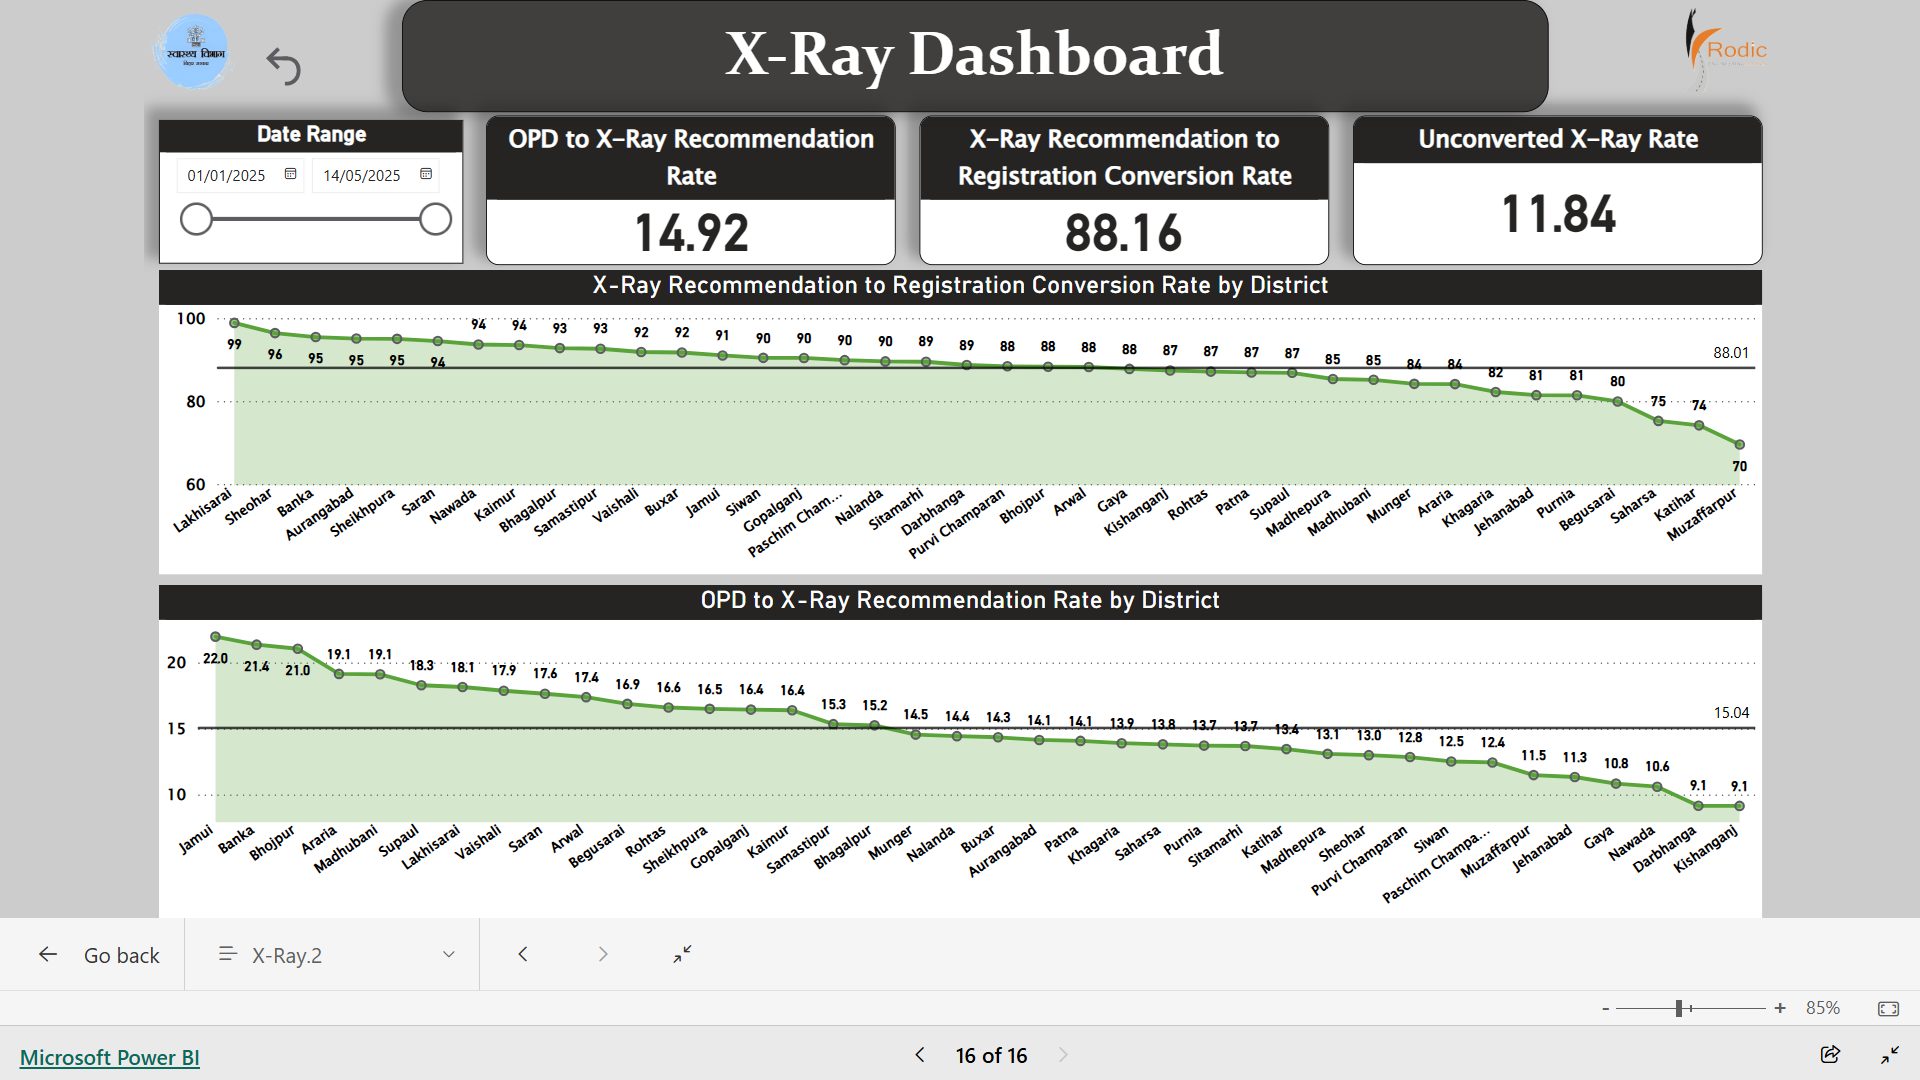 स्वास्थ्य विभाग
बिहार सरकार
X-Ray Dashboard
Rodic
Date Range
01/01/2025
14/05/2025
OPD to X-Ray Recommendation
Rate
14.92
X-Ray Recommendation to
Registration Conversion Rate
88.16
Unconverted X-Ray Rate
11.84
X-Ray Recommendation to Registration Conversion Rate by District
100
80
60
99 96 95 95 95 94 94 94 93 93 92 92 91 90 90 90 90 89 89 88 88 88 88 87 87 87 87 85 85 84 84 82 81 81 80 75 74 70
88.01
Lakhisarai Sheohar Banka Aurangabad Sheikhpura Saran Nawada Kaimur Bhagalpur Samastipur Vaishali Buxar Jamui Siwan Gopalganj Paschim Cham... Nalanda Sitamarhi Darbhanga Purvi Champaran Bhojpur Arwal Gaya Kishanganj Rohtas Patna Supaul Madhepura Madhubani Munger Araria Khagaria Jehanabad Purnia Begusarai Saharsa Katihar Muzaffarpur
OPD to X-Ray Recommendation Rate by District
20
15
10
22.0 21.4 21.0 19.1 19.1 18.3 18.1 17.9 17.6 17.4 16.9 16.6 16.5 16.4 16.4 15.3 15.2 14.5 14.4 14.3 14.1 14.1 13.9 13.8 13.7 13.7 13.4 13.1 13.0 12.8 12.5 12.4 11.5 11.3 10.8 10.6 9.1 9.1
15.04
Jamui Banka Bhojpur Araria Madhubani Supaul Lakhisarai Vaishali Saran Arwal Begusarai Rohtas Sheikhpura Gopalganj Kaimur Samastipur Bhagalpur Munger Nalanda Buxar Aurangabad Patna Khagaria Saharsa Purnia Sitamarhi Katihar Madhepura Sheohar Purvi Champaran Siwan Paschim Champa... Muzaffarpur Jehanabad Gaya Nawada Darbhanga Kishanganj
Go back
X-Ray.2
- + 85%
Microsoft Power BI
16 of 16